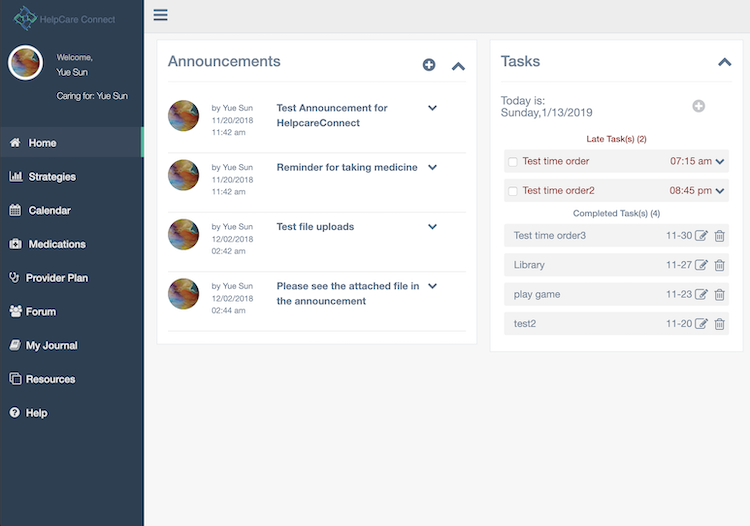 HelpCare Connect
Welcome,
Yue Sun
Caring for: Yue Sun
Home
Strategies
Calendar
Medications
Provider Plan
Forum
My Journal
Resources
Help
Announcements
by Yue Sun
11/20/2018
11:42 am
Test Announcement for
HelpcareConnect
by Yue Sun
11/20/2018
11:42 am
Reminder for taking medicine
by Yue Sun
12/02/2018
02:42 am
Test file uploads
by Yue Sun
12/02/2018
02:44 am
Please see the attached file in
the announcement
Tasks
Today is:
Sunday,1/13/2019
Late Task(s) (2)
Test time order 07:15 am
Test time order2 08:45 pm
Completed Task(s) (4)
Test time order3 11-30
Library 11-27
play game 11-23
test2 11-20